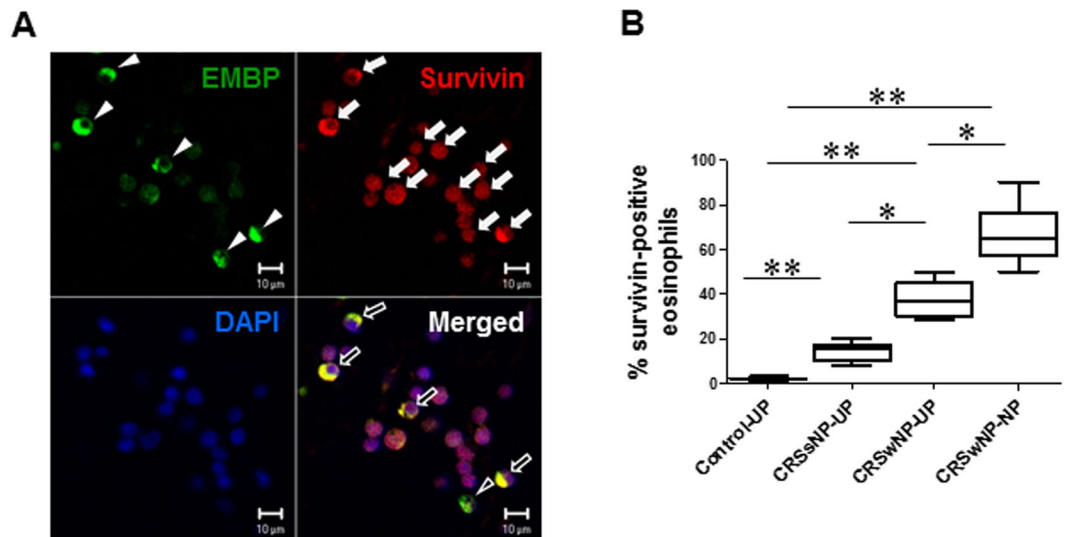 A
EMBP
Survivin
10 µm
10 µm
DAPI
Merged
10 µm
10 µm
B
**
*
**
*
**
% survivin-positive
eosinophils
100
80
60
40
20
0
Control-UP
CRSsNP-UP
CRSwNP-UP
CRSwNP-NP